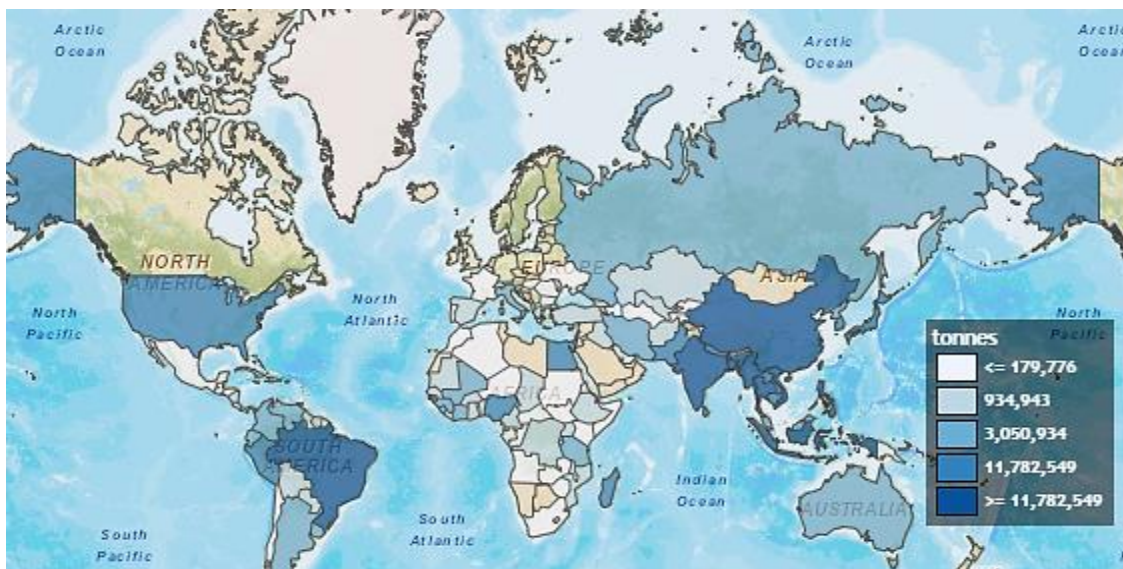 Arctic
Ocean
Arctic
Ocean
Arcti
Ocean
NORTH
AMERICA
EUROPE
ASIA
North
Pacific
North
Atlantic
North
Pacific
AFRICA
SOUTH
AMERICA
Indian
Ocean
AUSTRALIA
South
Pacific
South
Atlantic
tonnes
<= 179,776
934,943
3,050,934
11,782,549
>= 11,782,549